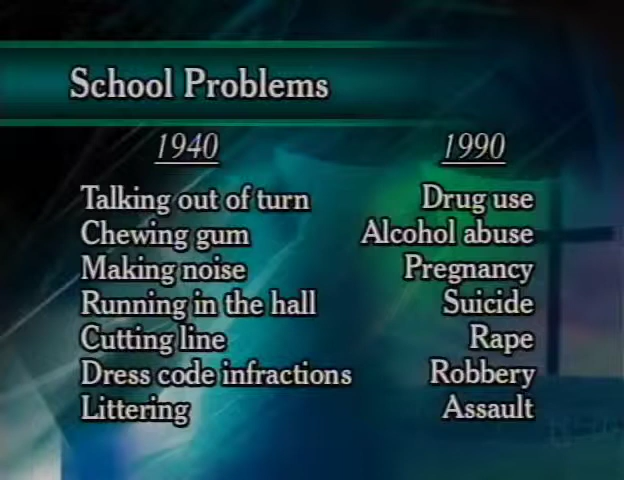 School Problems
1940 1990
Talking out of turn Drug use
Chewing gum Alcohol abuse
Making noise Pregnancy
Running in the hall Suicide
Cutting line Rape
Dress code infractions Robbery
Littering Assault